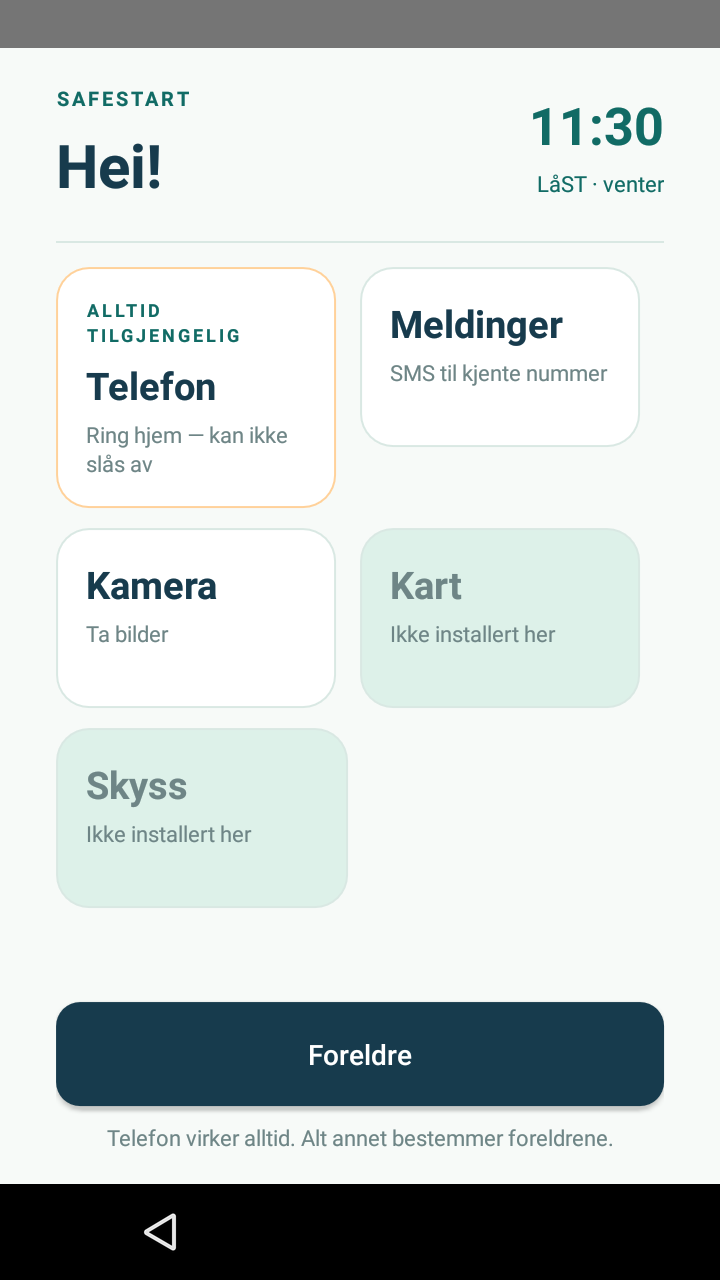 SAFESTART
Hei!
11:30
LåST · venter
ALLTID
TILGJENGELIG
Telefon
Ring hjem — kan ikke
slås av
Meldinger
SMS til kjente nummer
Kamera
Ta bilder
Kart
Ikke installert her
Skyss
Ikke installert her
Foreldre
Telefon virker alltid. Alt annet bestemmer foreldrene.